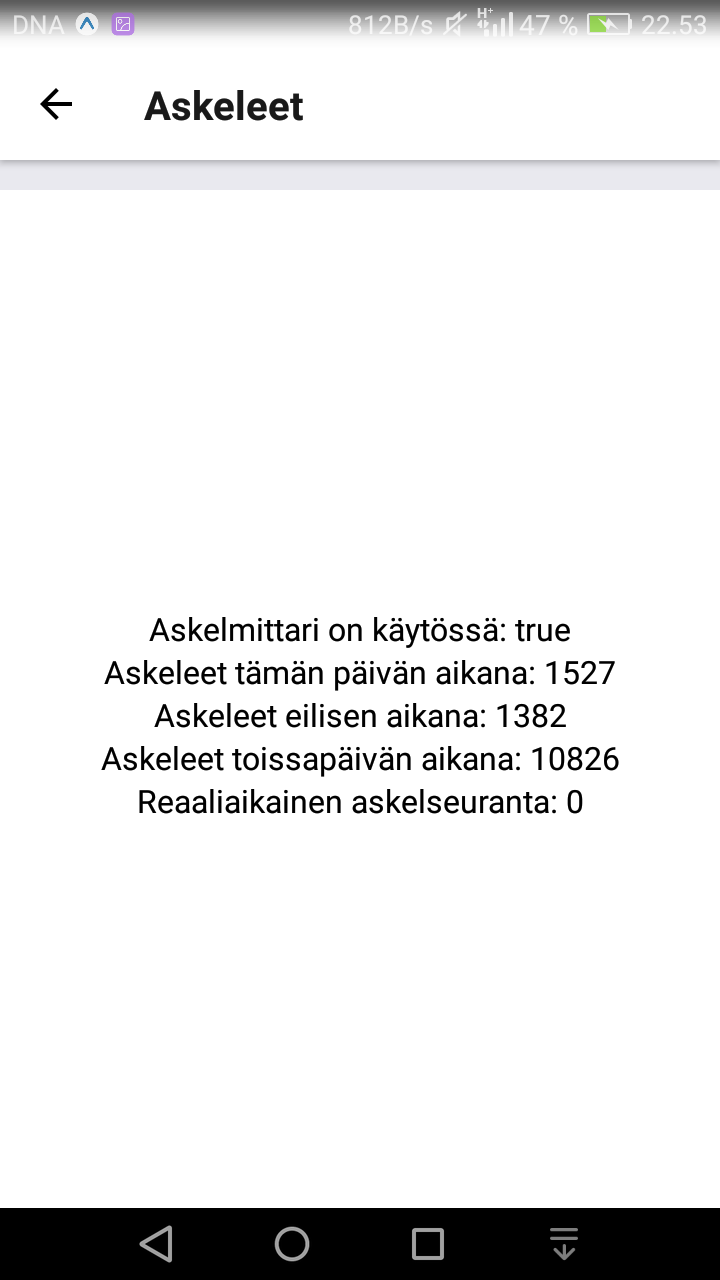 DNA 812B/s H+ 47 % 22.53
Askeleet
Askelmittari on käytössä: true
Askeleet tämän päivän aikana: 1527
Askeleet eilisen aikana: 1382
Askeleet toissapäivän aikana: 10826
Reaaliaikainen askelseuranta: 0